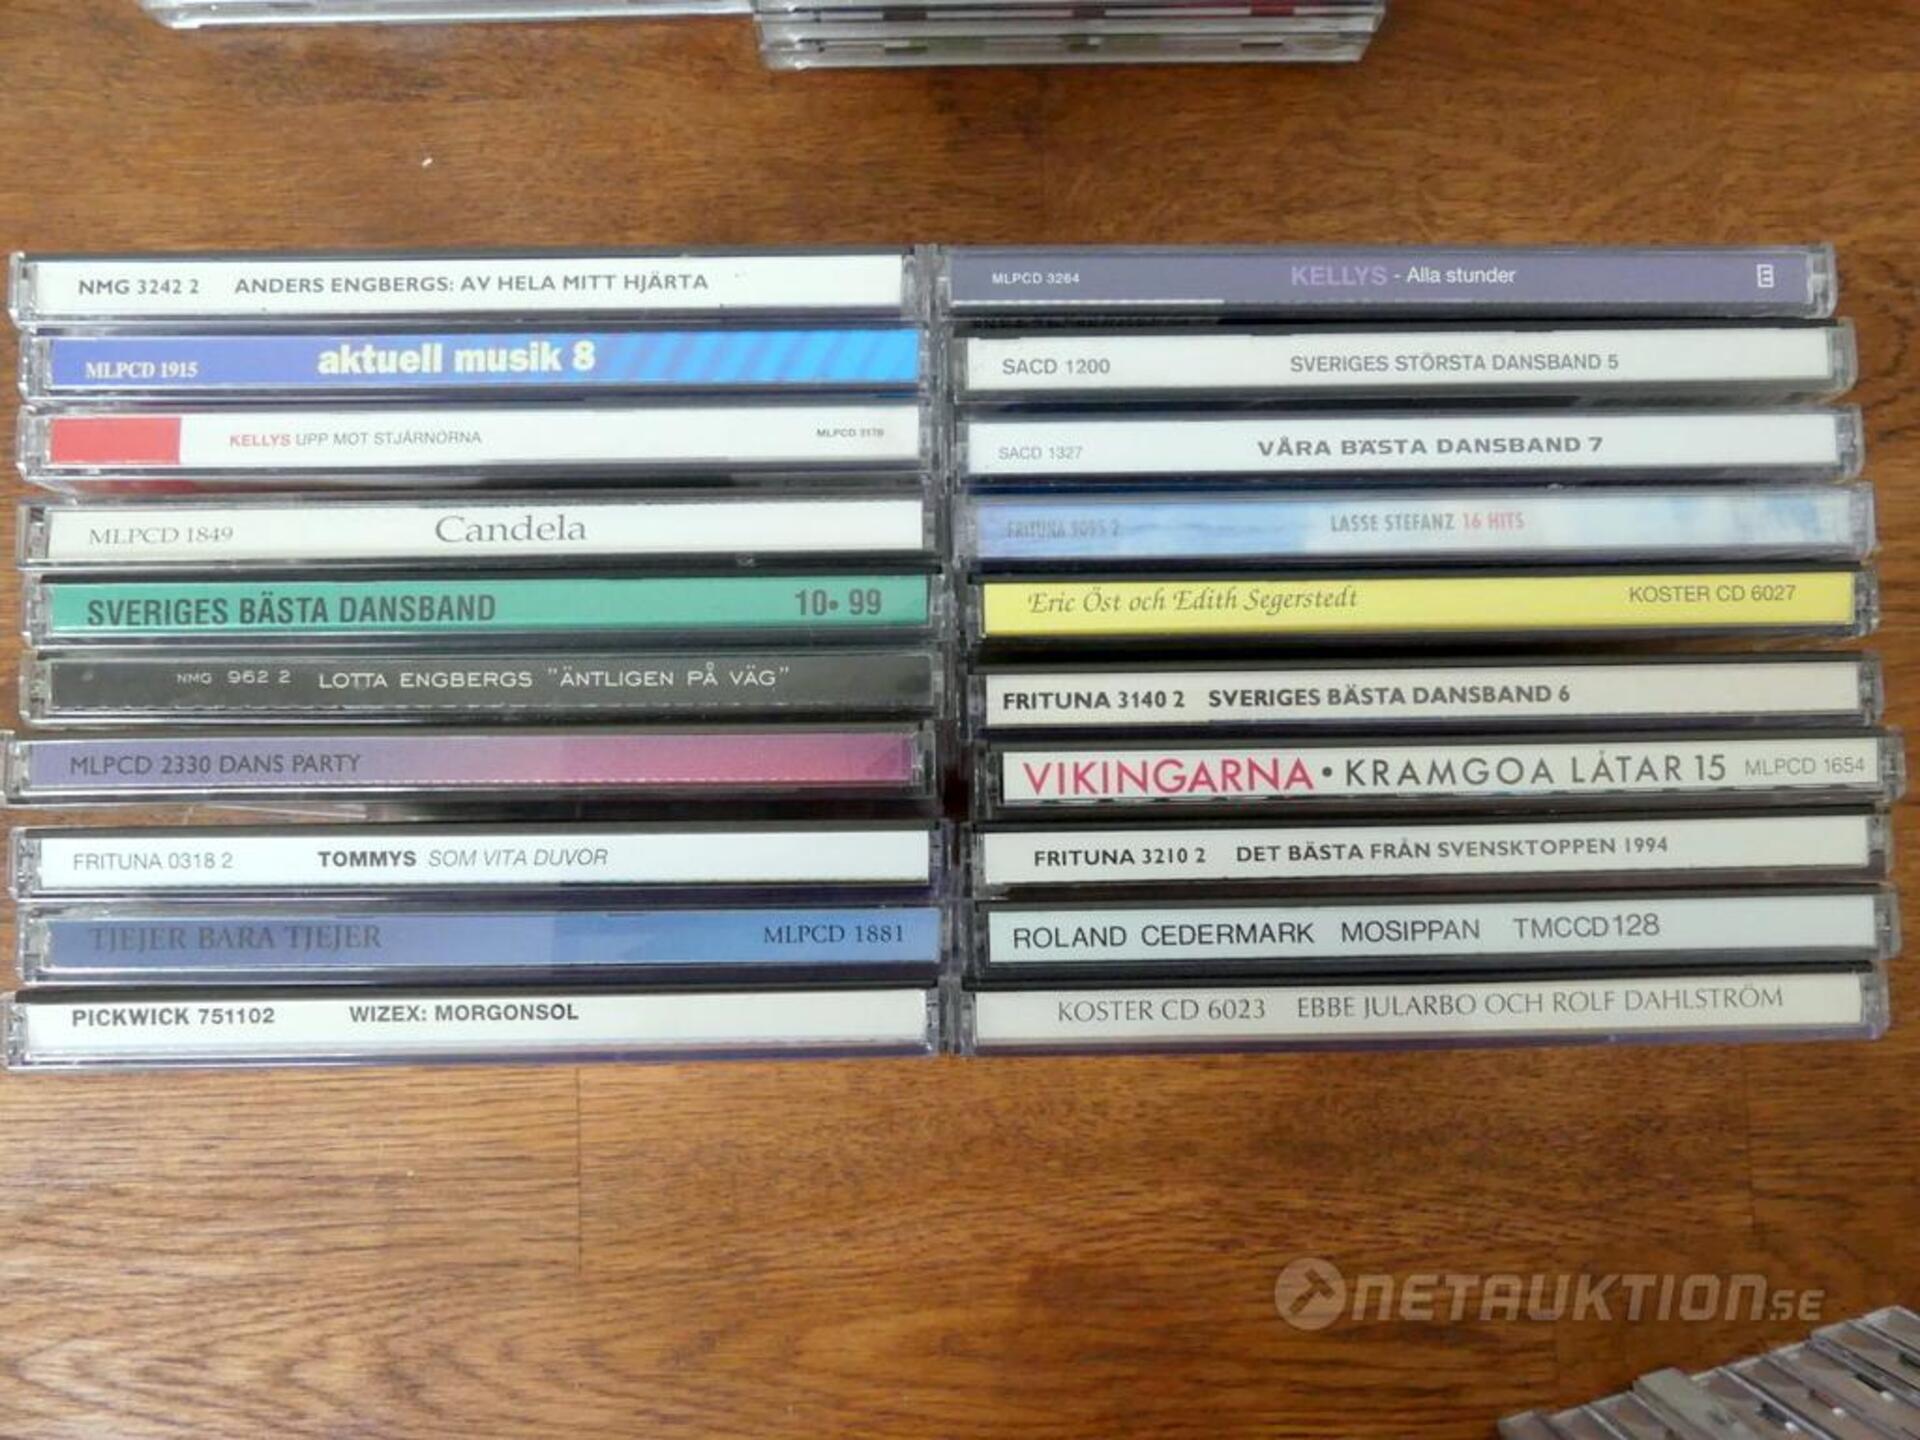 NMG 3242 2 ANDERS ENGBERGS: AV HELA MITT HJÄRTA
MLPCD 1915 aktuell musik 8
KELLYS UPP MOT STJÄRNORNA MLPCD
MLPCD 1849 Candela
SVERIGES BÄSTA DANSBAND 10• 99
NMG 962 2 LOTTA ENGBERGS "ÄNTLIGEN PÅ VÄG"
MLPCD 2330 DANS PARTY
FRITUNA 0318 2 TOMMYS SOM VITA DUVOR
TJEJER BARA TJEJER MLPCD 1881
PICKWICK 751102 WIZEX: MORGONSOL
MLPCD 3264 KELLYS - Alla stunder
SACD 1200 SVERIGES STÖRSTA DANSBAND 5
SACD 1327 VÅRA BÄSTA DANSBAND 7
FRITUNA 9095 2 LASSE STEFANZ 16 HITS
Eric Öst och Edith Segerstedt KOSTER CD 6027
FRITUNA 3140 2 SVERIGES BÄSTA DANSBAND 6
VIKINGARNA • KRAMGOA LÅTAR 15 MLPCD 1654
FRITUNA 3210 2 DET BÄSTA FRÅN SVENSKTOPPEN 1994
ROLAND CEDERMARK MOSIPPAN TMCCD128
KOSTER CD 6023 EBBE JULARBO OCH ROLF DAHLSTRÖM
NETAUKTION.SE